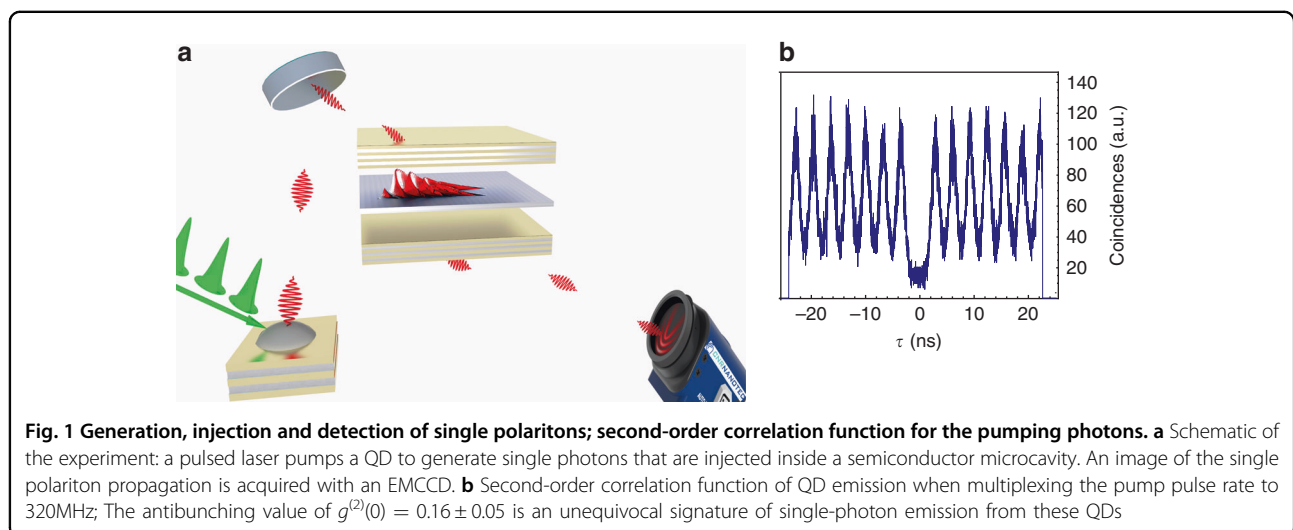 a
b
140
120
100
80
60
40
20
Coincidences (a.u.)
−20
−10
0
10
20
τ (ns)
NANOTEC
Fig. 1 Generation, injection and detection of single polaritons; second-order correlation function for the pumping photons. a Schematic of
the experiment: a pulsed laser pumps a QD to generate single photons that are injected inside a semiconductor microcavity. An image of the single
polariton propagation is acquired with an EMCCD. b Second-order correlation function of QD emission when multiplexing the pump pulse rate to
320MHz; The antibunching value of g⁽²⁾(0) = 0.16 ± 0.05 is an unequivocal signature of single-photon emission from these QDs